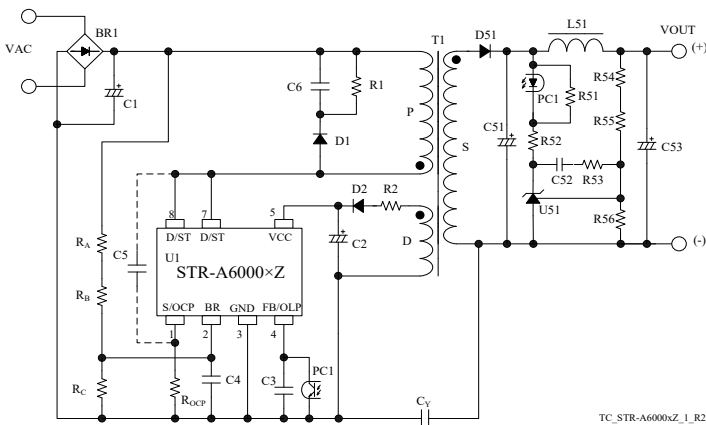 BR1
VAC
C1
C6
R1
T1
P
D1
S
D51
L51
VOUT
(+)
PC1
R51
R54
R55
C51
R52
C53
C52
R53
U51
R56
(-)
D2
R2
C2
D
8
7
5
D/ST
D/ST
VCC
U1
STR-A6000×Z
C5
RA
RB
RC
S/OCP
BR
GND
FB/OLP
1
2
3
4
C4
C3
PC1
ROCP
CY
TC_STR-A6000xZ_1_R2